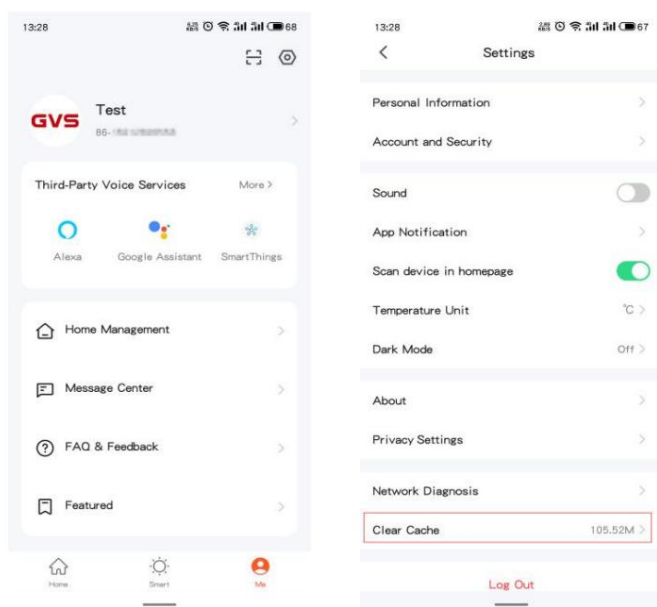 13:28
68
GVS
Test
86-
Third-Party Voice Services
More >
Alexa
Google Assistant
SmartThings
Home Management
Message Center
FAQ & Feedback
Featured
Home
Smart
Me
13:28
67
Settings
Personal Information
Account and Security
Sound
App Notification
Scan device in homepage
Temperature Unit
°C >
Dark Mode
Off >
About
Privacy Settings
Network Diagnosis
Clear Cache
105.52M >
Log Out